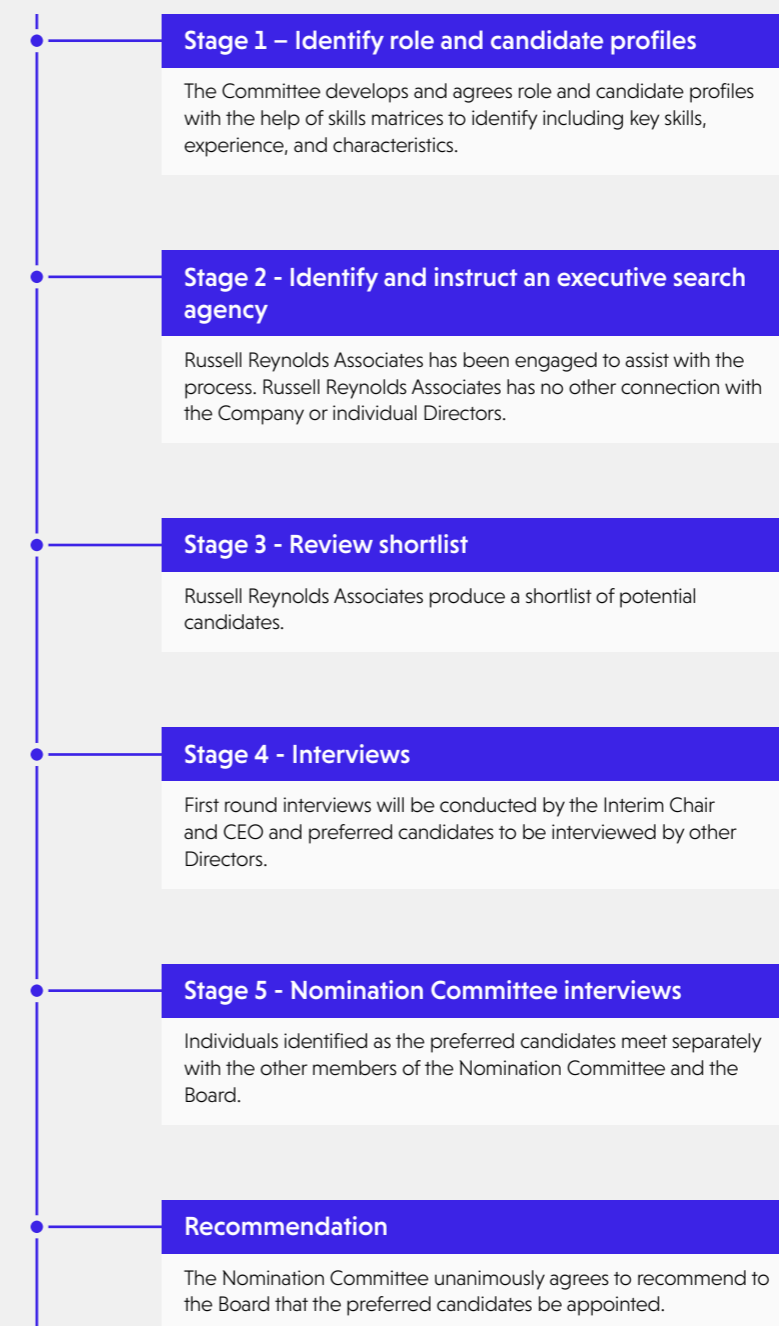 Stage 1 – Identify role and candidate profiles
The Committee develops and agrees role and candidate profiles
with the help of skills matrices to identify including key skills,
experience, and characteristics.
Stage 2 - Identify and instruct an executive search
agency
Russell Reynolds Associates has been engaged to assist with the
process. Russell Reynolds Associates has no other connection with
the Company or individual Directors.
Stage 3 - Review shortlist
Russell Reynolds Associates produce a shortlist of potential
candidates.
Stage 4 - Interviews
First round interviews will be conducted by the Interim Chair
and CEO and preferred candidates to be interviewed by other
Directors.
Stage 5 - Nomination Committee interviews
Individuals identified as the preferred candidates meet separately
with the other members of the Nomination Committee and the
Board.
Recommendation
The Nomination Committee unanimously agrees to recommend to
the Board that the preferred candidates be appointed.